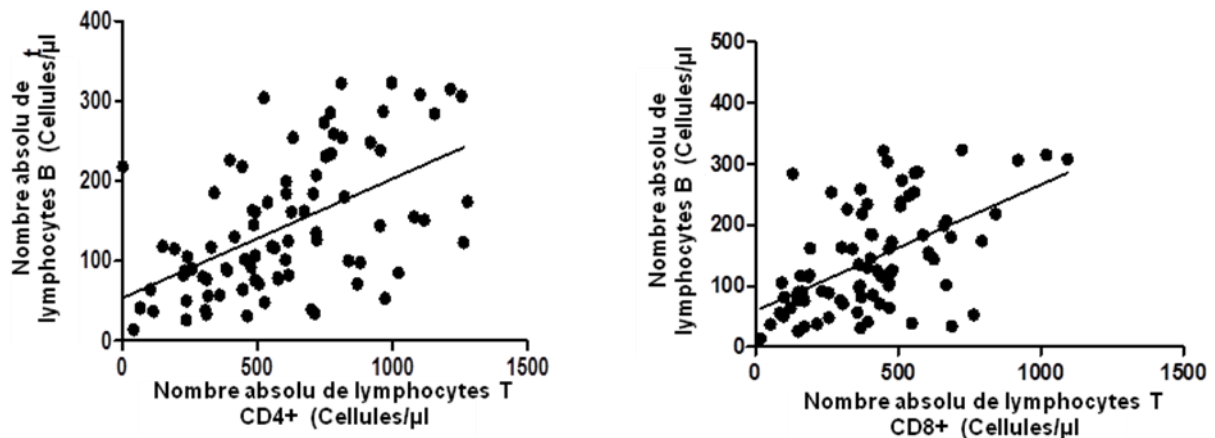 400
300
200
100
0
Nombre absolu de
lymphocytes B (Cellules/µl
t
0 500 1000 1500
Nombre absolu de lymphocytes T
CD4+ (Cellules/µl
500
400
300
200
100
0
Nombre absolu de
lymphocytes B (Cellules/µl
0 500 1000 1500
Nombre absolu de lymphocytes T
CD8+ (Cellules/µl